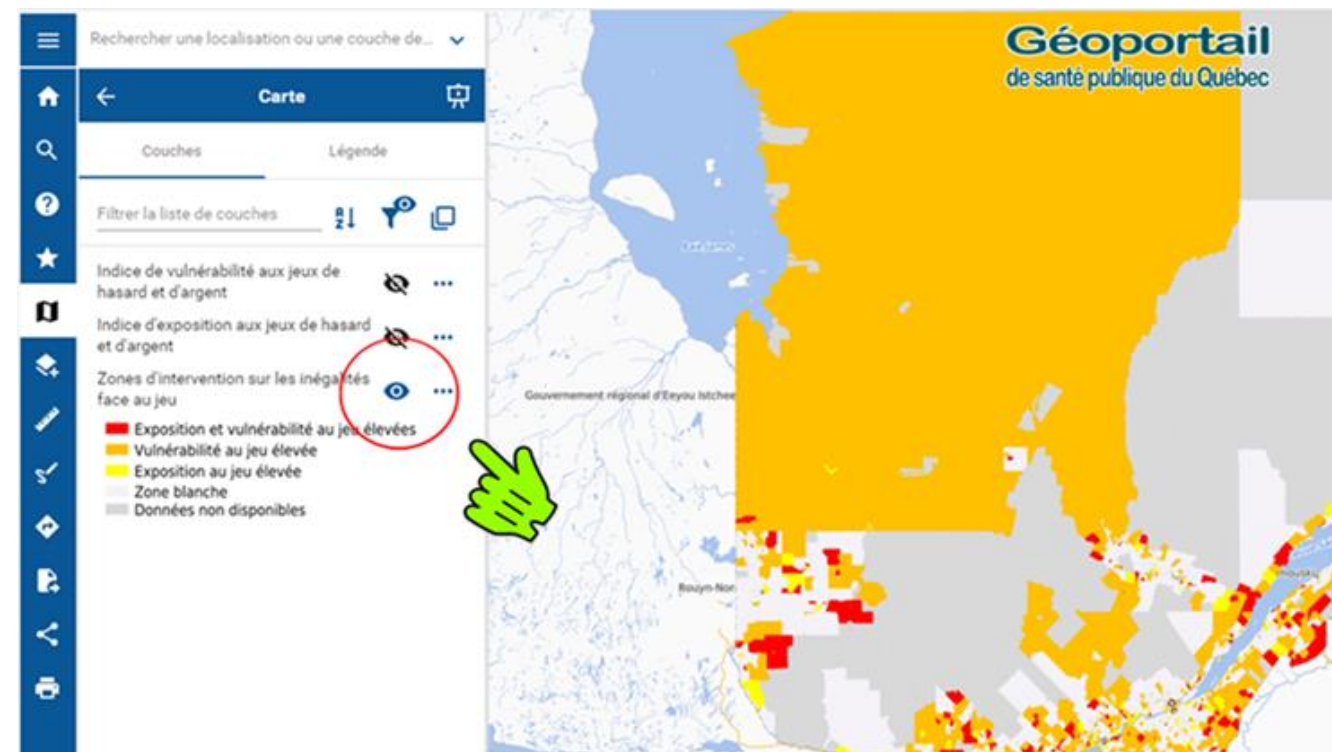 Rechercher une localisation ou une couche de...
Géoportail
de santé publique du Québec
Carte
Couches
Légende
Filtrer la liste de couches
Indice de vulnérabilité aux jeux de
hasard et d'argent
Indice d'exposition aux jeux de hasard
et d'argent
Zones d'intervention sur les inégalités
face au jeu
Exposition et vulnérabilité au jeu élevées
Vulnérabilité au jeu élevée
Exposition au jeu élevée
Zone blanche
Données non disponibles
Baie James
Gouvernement régional d'Eeyou Istchee
Rouyn-Nor